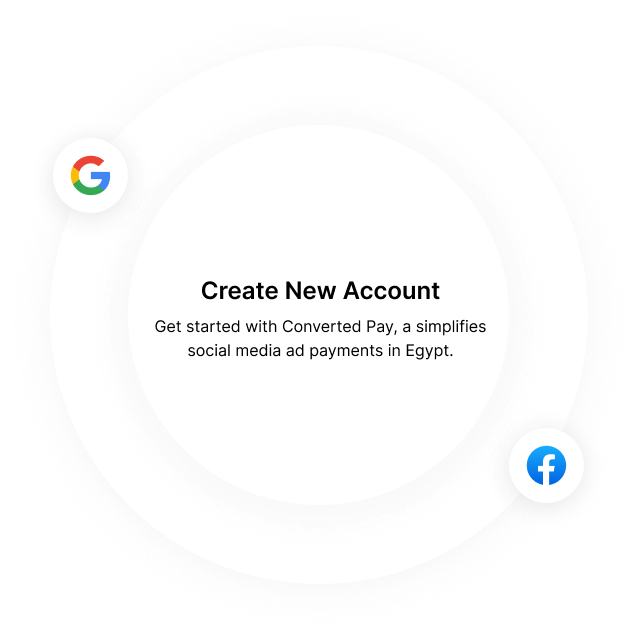 Create New Account
Get started with Converted Pay, a simplifies
social media ad payments in Egypt.